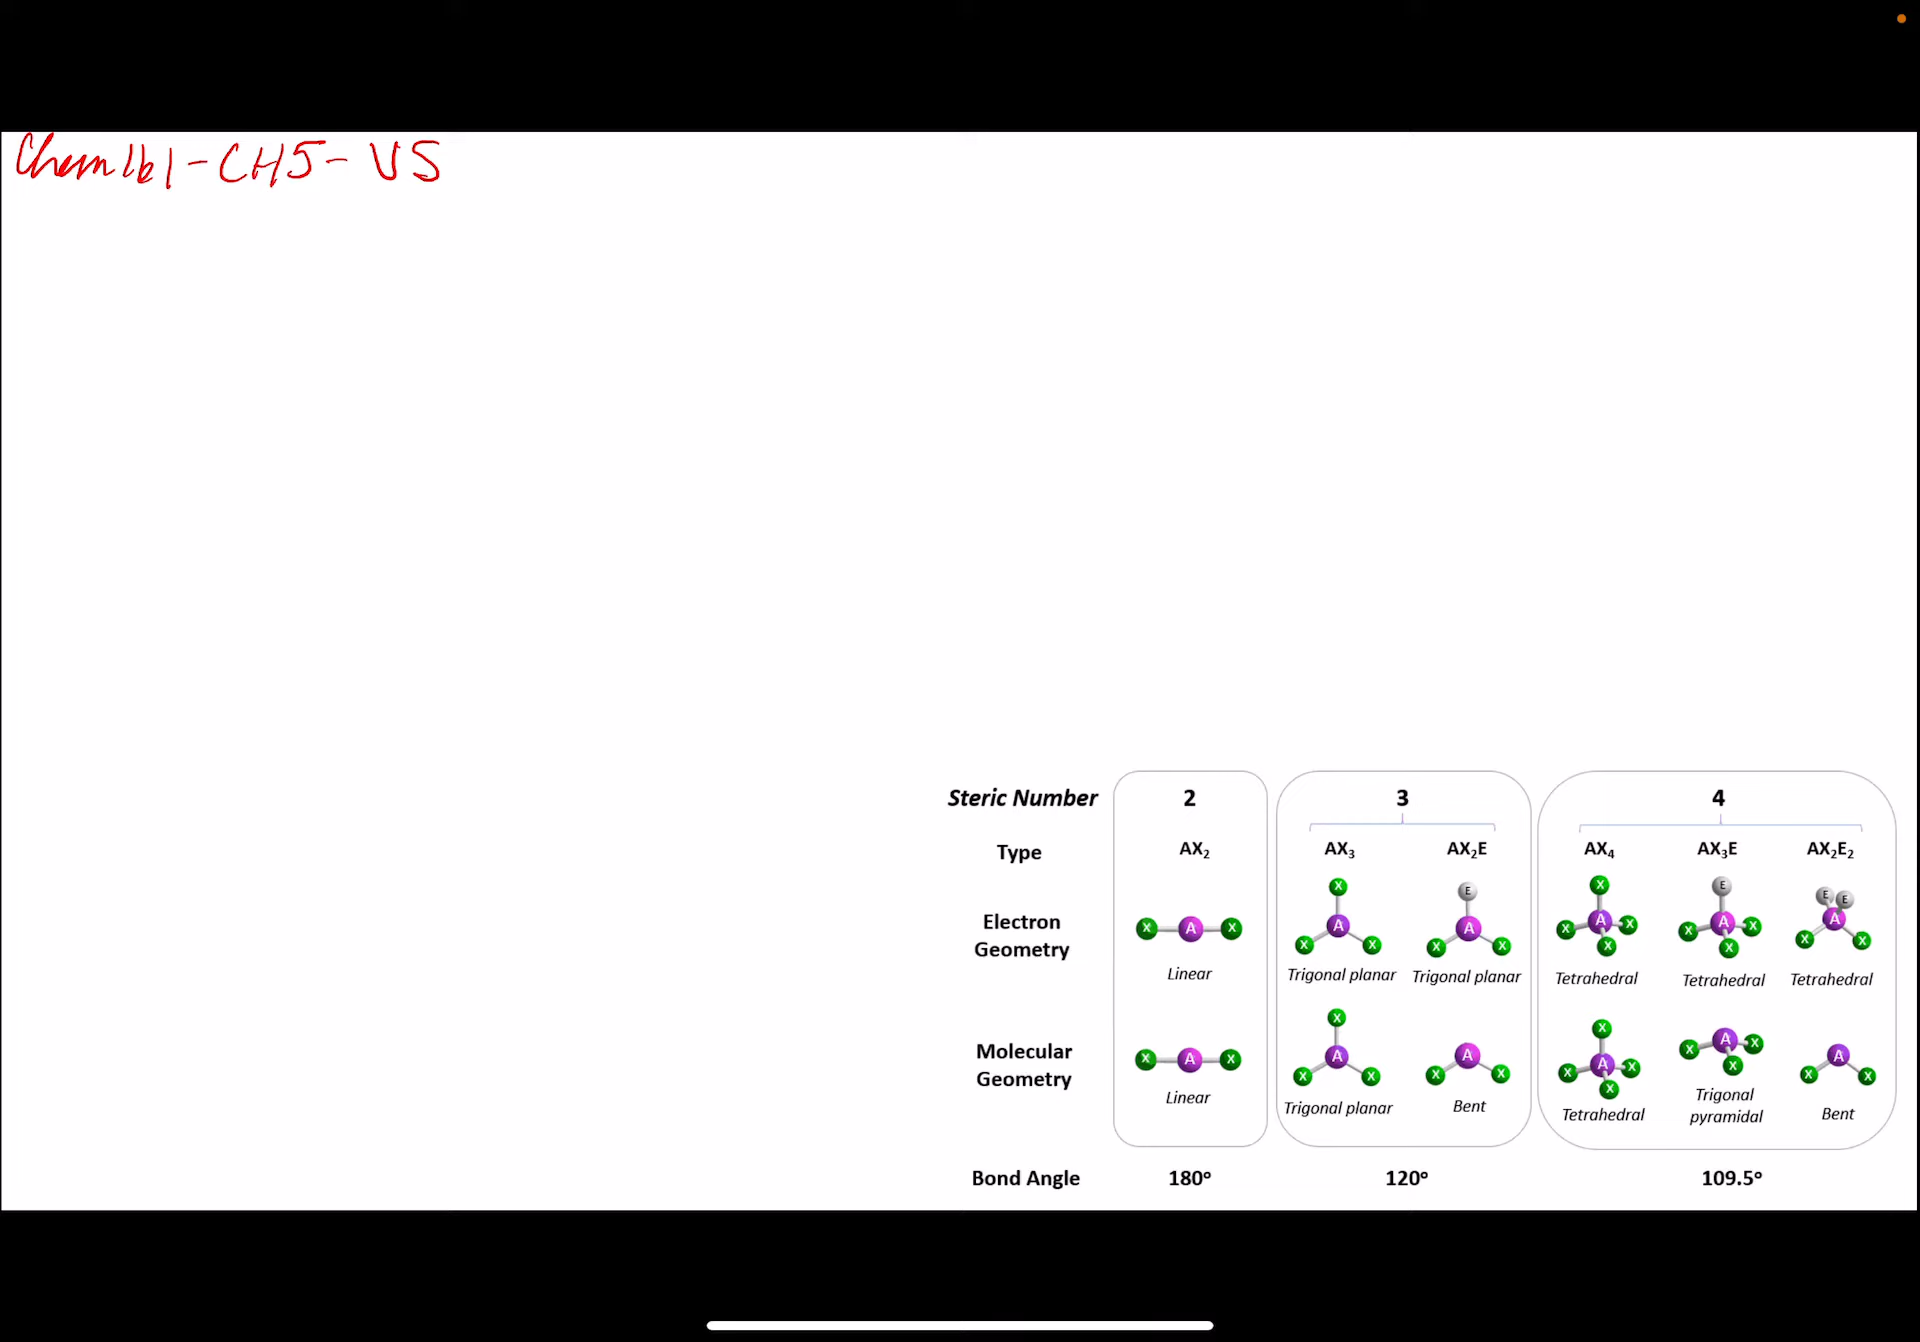 Chem 161 - CH5 - V5
Steric Number 2 3 4
Type AX₂ AX₃ AX₂E AX₄ AX₃E AX₂E₂
Electron Geometry
X A X
X A X X
E A X X
X A X X X
E A X X X
E E A X X
Linear Trigonal planar Trigonal planar Tetrahedral Tetrahedral Tetrahedral
Molecular Geometry
X A X
X A X X
A X X
X A X X X
A X X X
A X X
Linear Trigonal planar Bent Tetrahedral Trigonal pyramidal Bent
Bond Angle 180° 120° 109.5°